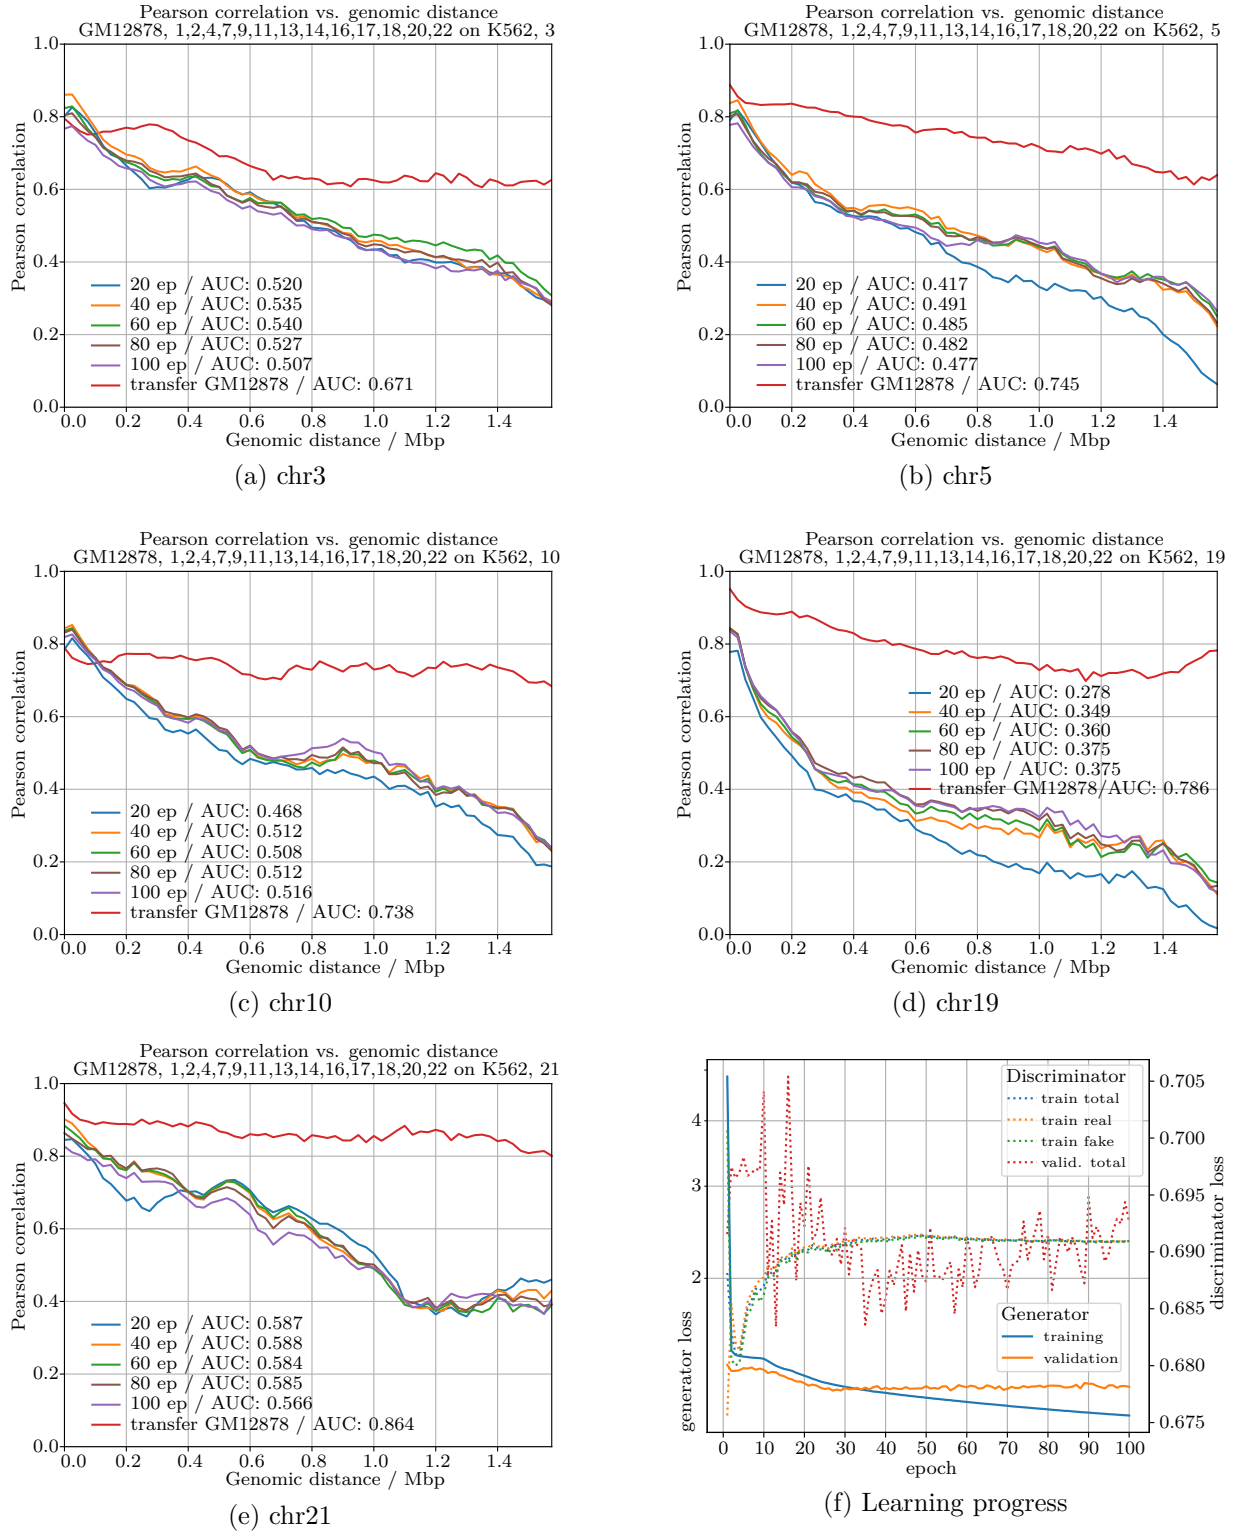 Pearson correlation vs. genomic distance
GM12878, 1,2,4,7,9,11,13,14,16,17,18,20,22 on K562, 3
1.0
0.8
0.6
0.4
0.2
0.0
Pearson correlation
20 ep / AUC: 0.520
40 ep / AUC: 0.535
60 ep / AUC: 0.540
80 ep / AUC: 0.527
100 ep / AUC: 0.507
transfer GM12878 / AUC: 0.671
0.0 0.2 0.4 0.6 0.8 1.0 1.2 1.4
Genomic distance / Mbp
(a) chr3
Pearson correlation vs. genomic distance
GM12878, 1,2,4,7,9,11,13,14,16,17,18,20,22 on K562, 5
1.0
0.8
0.6
0.4
0.2
0.0
Pearson correlation
20 ep / AUC: 0.417
40 ep / AUC: 0.491
60 ep / AUC: 0.485
80 ep / AUC: 0.482
100 ep / AUC: 0.477
transfer GM12878 / AUC: 0.745
0.0 0.2 0.4 0.6 0.8 1.0 1.2 1.4
Genomic distance / Mbp
(b) chr5
Pearson correlation vs. genomic distance
GM12878, 1,2,4,7,9,11,13,14,16,17,18,20,22 on K562, 10
1.0
0.8
0.6
0.4
0.2
0.0
Pearson correlation
20 ep / AUC: 0.468
40 ep / AUC: 0.512
60 ep / AUC: 0.508
80 ep / AUC: 0.512
100 ep / AUC: 0.516
transfer GM12878 / AUC: 0.738
0.0 0.2 0.4 0.6 0.8 1.0 1.2 1.4
Genomic distance / Mbp
(c) chr10
Pearson correlation vs. genomic distance
GM12878, 1,2,4,7,9,11,13,14,16,17,18,20,22 on K562, 19
1.0
0.8
0.6
0.4
0.2
0.0
Pearson correlation
20 ep / AUC: 0.278
40 ep / AUC: 0.349
60 ep / AUC: 0.360
80 ep / AUC: 0.375
100 ep / AUC: 0.375
transfer GM12878/AUC: 0.786
0.0 0.2 0.4 0.6 0.8 1.0 1.2 1.4
Genomic distance / Mbp
(d) chr19
Pearson correlation vs. genomic distance
GM12878, 1,2,4,7,9,11,13,14,16,17,18,20,22 on K562, 21
1.0
0.8
0.6
0.4
0.2
0.0
Pearson correlation
20 ep / AUC: 0.587
40 ep / AUC: 0.588
60 ep / AUC: 0.584
80 ep / AUC: 0.585
100 ep / AUC: 0.566
transfer GM12878 / AUC: 0.864
0.0 0.2 0.4 0.6 0.8 1.0 1.2 1.4
Genomic distance / Mbp
(e) chr21
4
3
2
generator loss
Discriminator
train total
train real
train fake
valid. total
Generator
training
validation
0.705
0.700
0.695
0.690
0.685
0.680
0.675
discriminator loss
0 10 20 30 40 50 60 70 80 90 100
epoch
(f) Learning progress